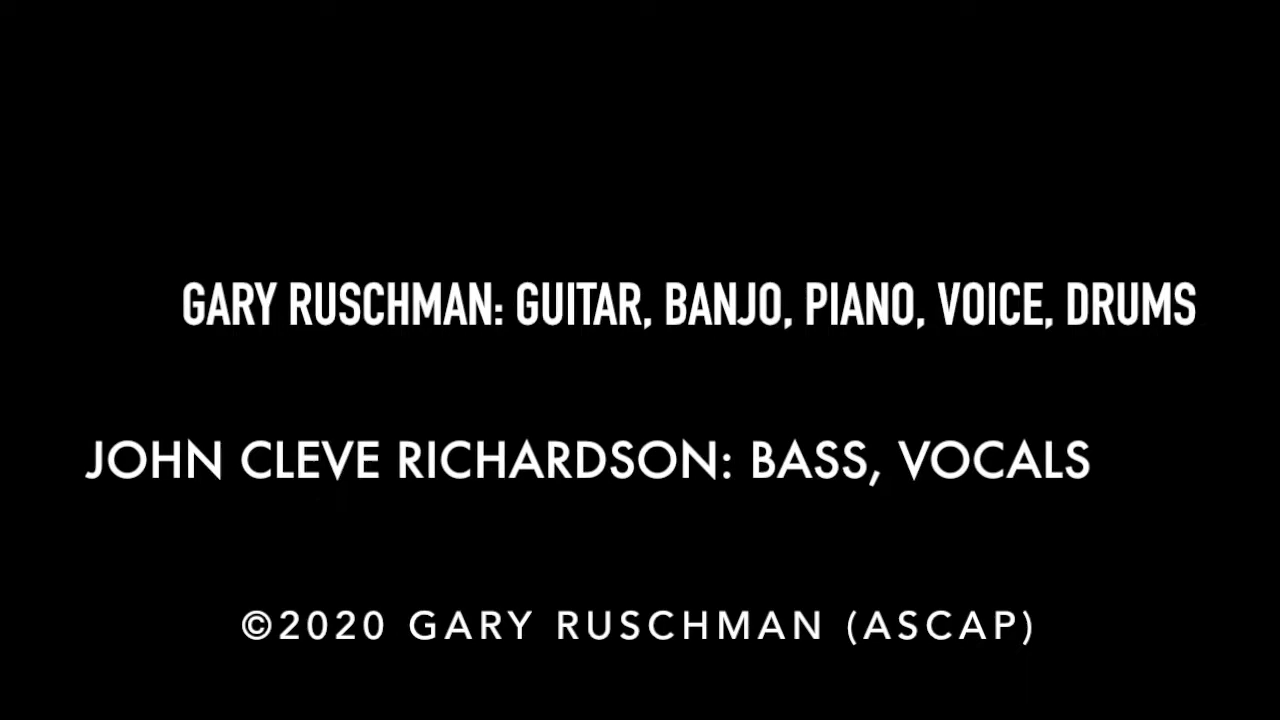 GARY RUSCHMAN: GUITAR, BANJO, PIANO, VOICE, DRUMS
JOHN CLEVE RICHARDSON: BASS, VOCALS
©2020 GARY RUSCHMAN (ASCAP)